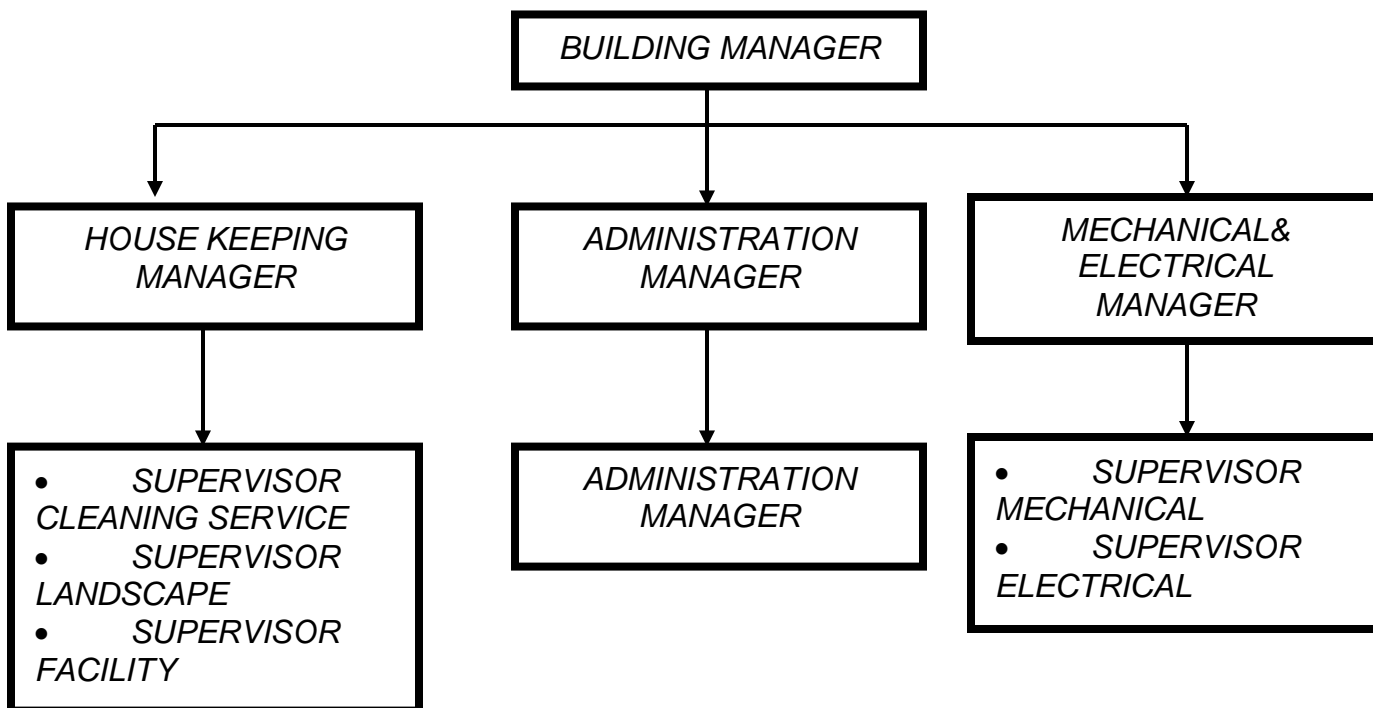 BUILDING MANAGER
HOUSE KEEPING
MANAGER
ADMINISTRATION
MANAGER
MECHANICAL&
ELECTRICAL
MANAGER
• SUPERVISOR
CLEANING SERVICE
• SUPERVISOR
LANDSCAPE
• SUPERVISOR
FACILITY
ADMINISTRATION
MANAGER
• SUPERVISOR
MECHANICAL
• SUPERVISOR
ELECTRICAL